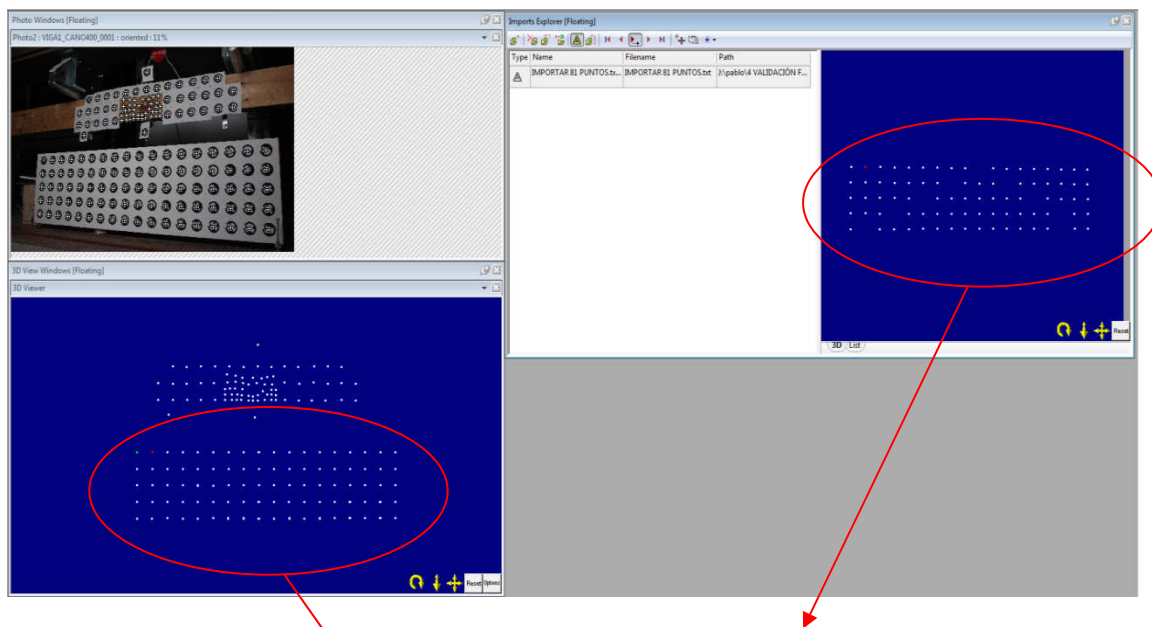 Photo Windows [Floating]
Photo2 : VIGA1_CANO400_0001 : oriented : 11%
3D View Windows [Floating]
3D Viewer
Reset
Options
Imports Explorer [Floating]
Type Name Filename Path
IMPORTAR 81 PUNTOS.tx... IMPORTAR 81 PUNTOS.txt J:\pablo\4 VALIDACIÓN F...
Reset
3D List